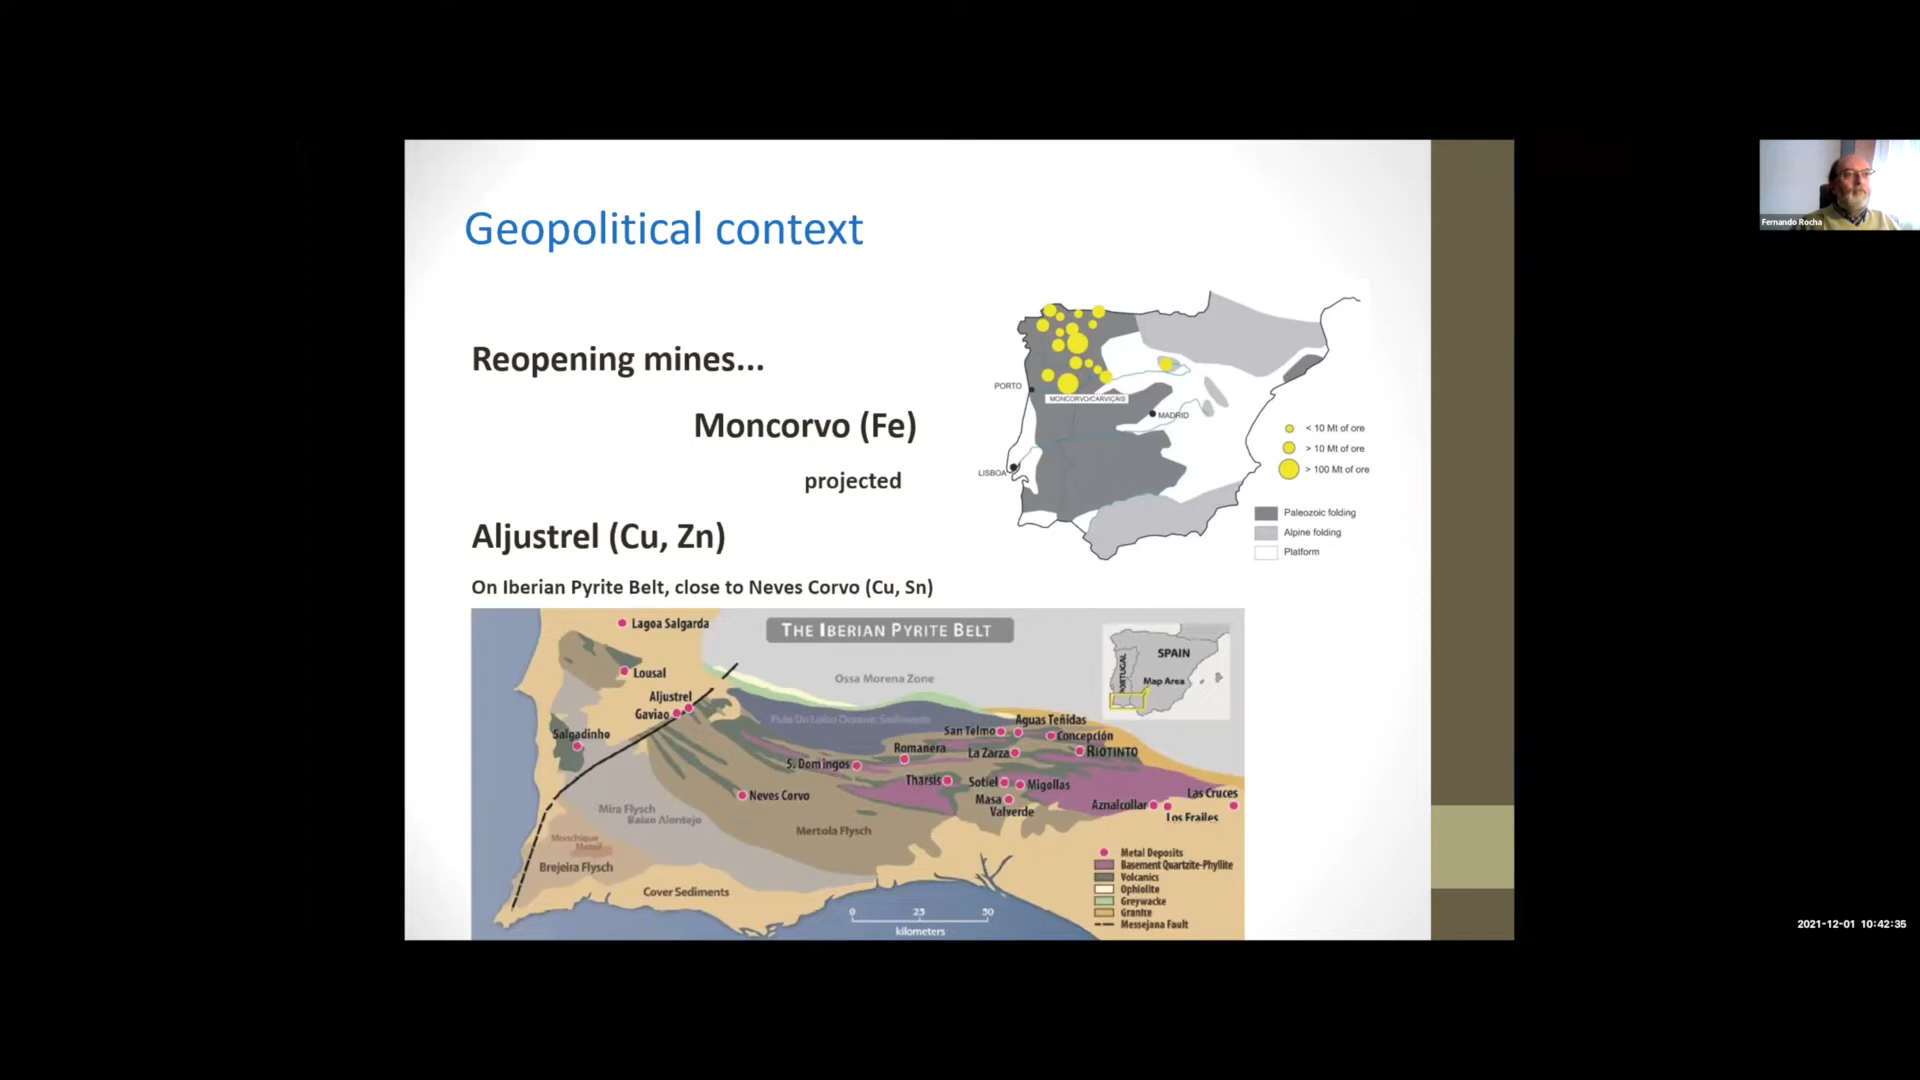 Geopolitical context
Fernando Rocha
Reopening mines...
Moncorvo (Fe)
projected
Aljustrel (Cu, Zn)
On Iberian Pyrite Belt, close to Neves Corvo (Cu, Sn)
PORTO
MONCORVO/CARVIÇAIS
MADRID
LISBOA
< 10 Mt of ore
> 10 Mt of ore
> 100 Mt of ore
Paleozoic folding
Alpine folding
Platform
THE IBERIAN PYRITE BELT
Lagoa Salgarda
Lousal
Aljustrel
Gaviao
Salgadinho
Ossa Morena Zone
SPAIN
PORTUGAL
Map Area
Pulo Do Lobo Oceanic Sediments
Aguas Teñidas
San Telmo
Concepción
Romanera
La Zarza
RIOTINTO
S. Domingos
Tharsis
Sotiel
Migollas
Neves Corvo
Masa
Valverde
Las Cruces
Aznalcollar
Los Frailes
Mira Flysch
Baixo Alentejo
Mertola Flysch
Brejeira Flysch
Cover Sediments
Metal Deposits
Basement Quartzite-Phyllite
Volcanics
Ophiolite
Greywacke
Granite
Messejana Fault
0 25 50
kilometers
2021-12-01 10:42:35